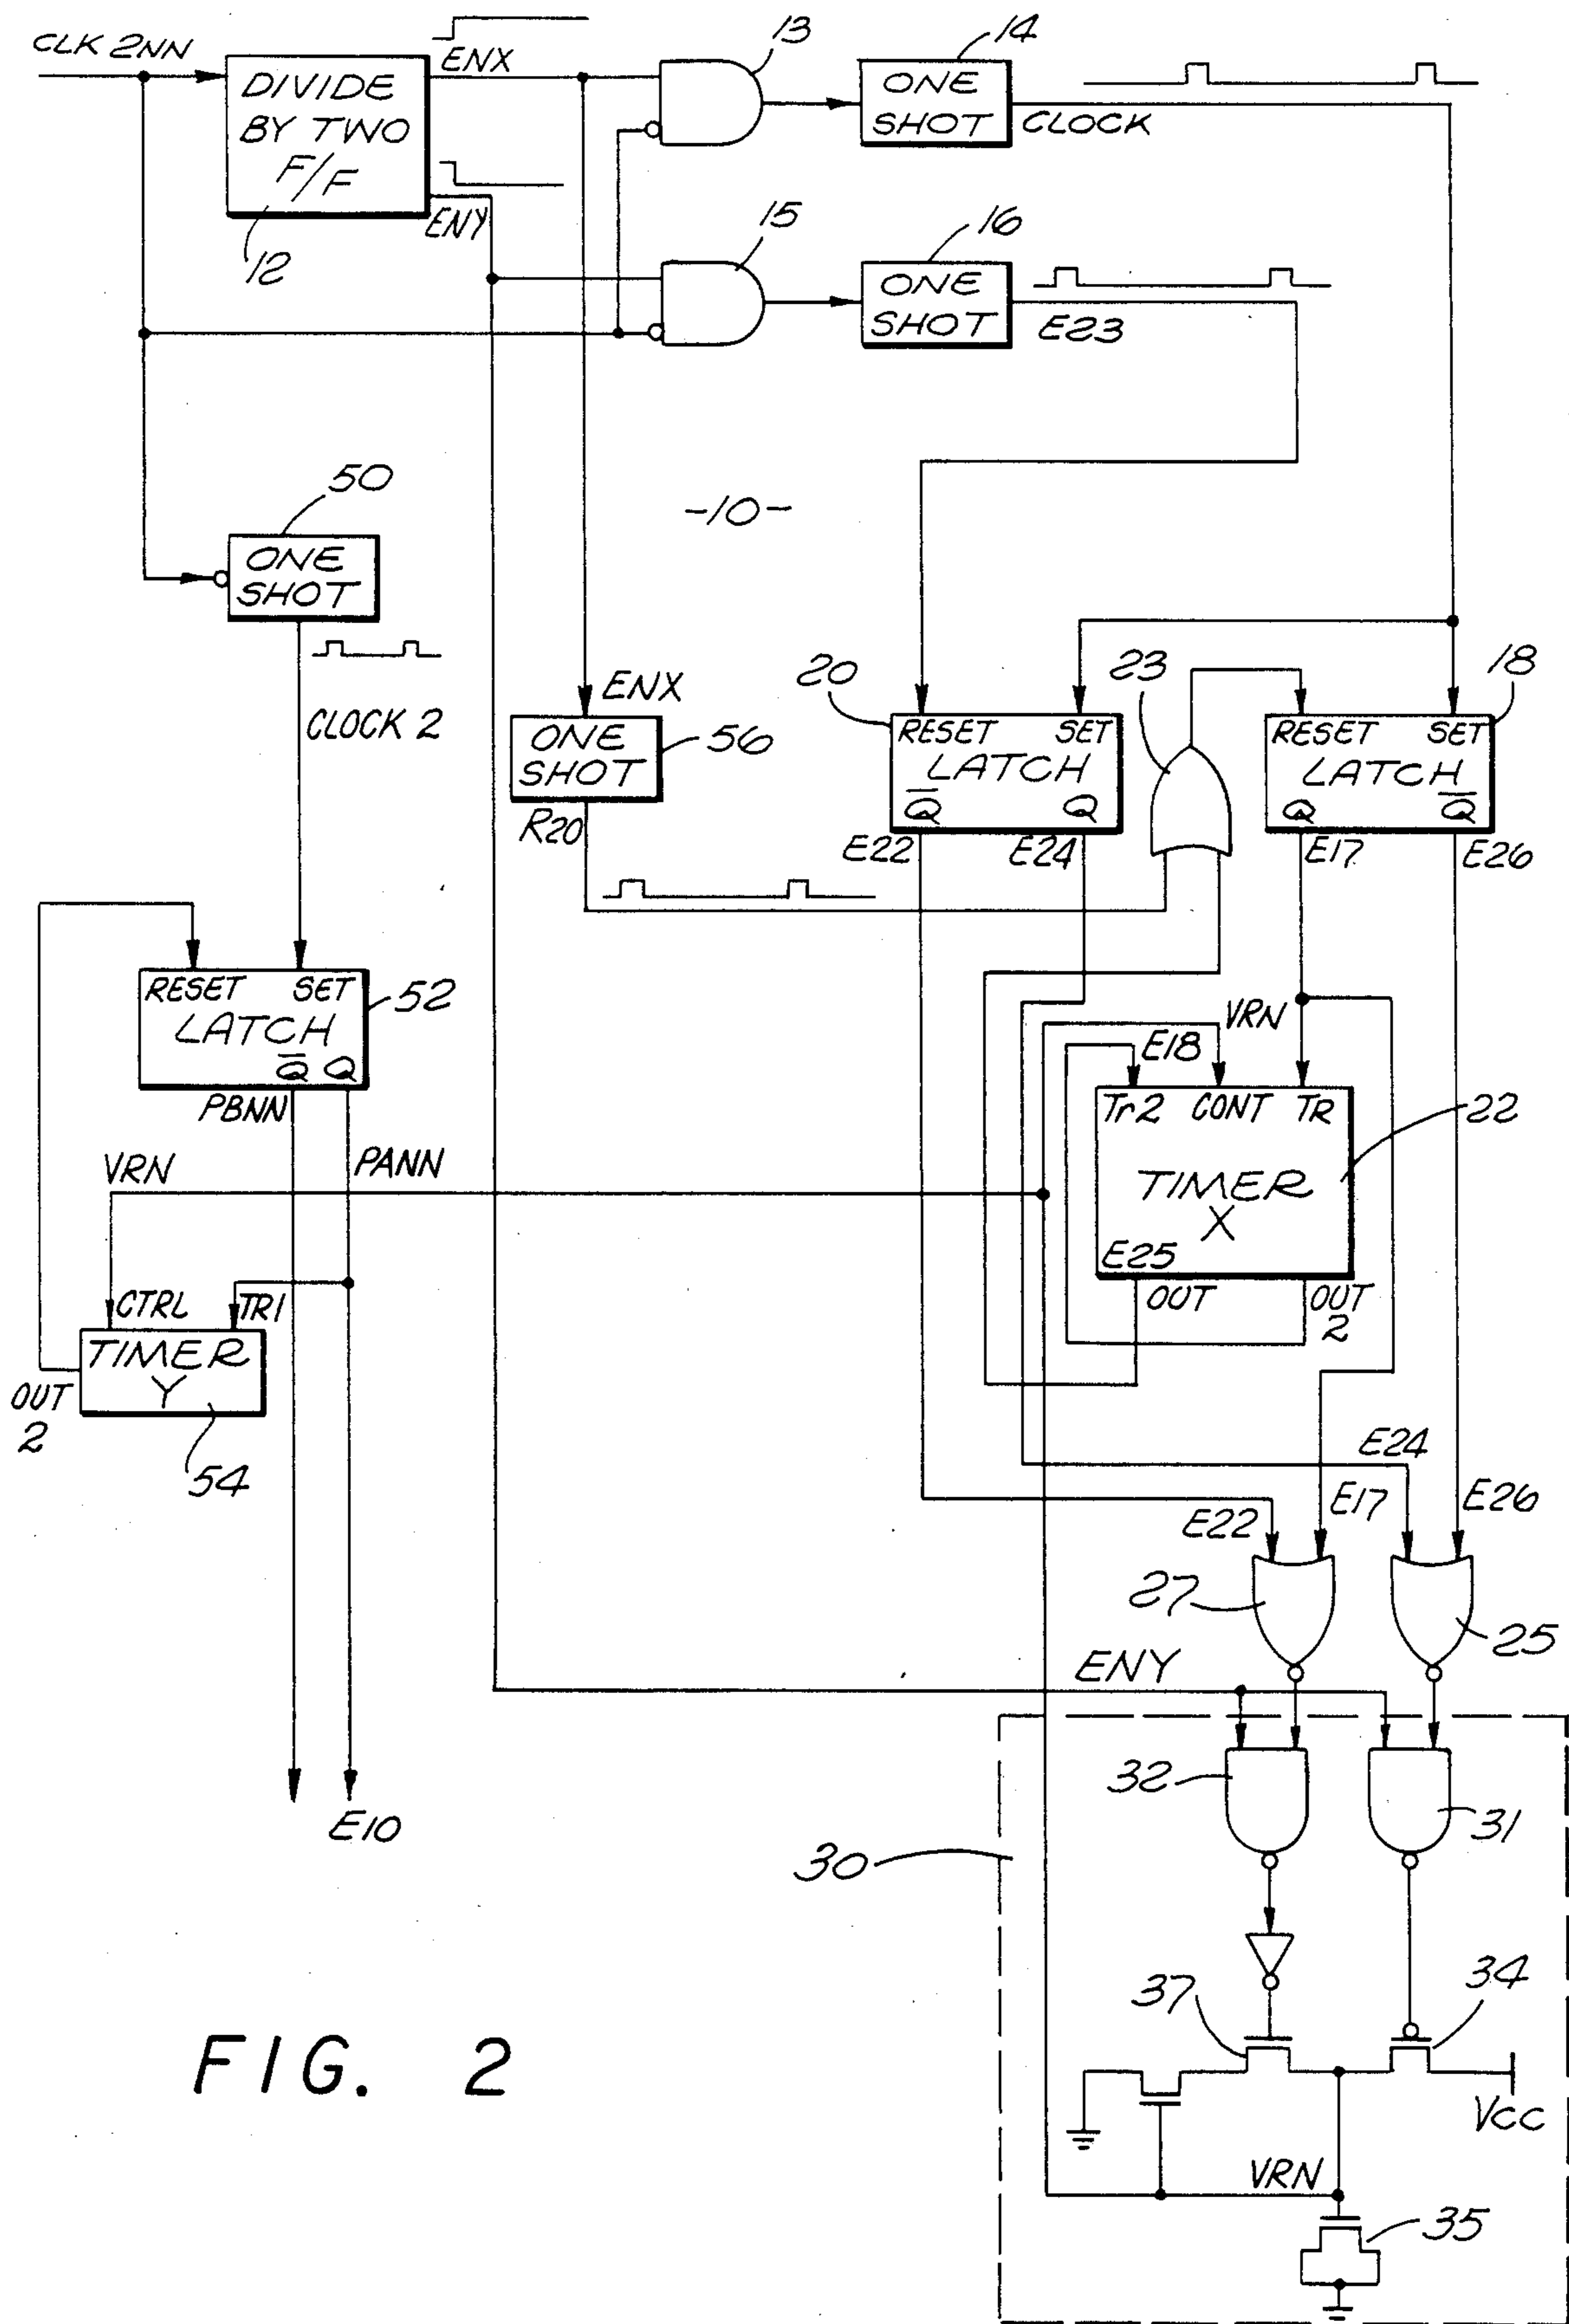 CLK 2NN
DIVIDE
BY TWO
F/F
12
ENX
ENY
13
14
ONE
SHOT
CLOCK
15
16
ONE
SHOT
E23
50
ONE
SHOT
CLOCK 2
-10-
ENX
ONE
SHOT
56
R20
20
RESET SET
LATCH
Q Q
E22
E24
23
18
RESET SET
LATCH
Q Q
E17
E26
RESET SET
LATCH
Q Q
52
PBNN
PANN
VRN
CTRL
TR1
TIMER
Y
OUT
2
54
E10
VRN
E18
Tr2 CONT TR
22
TIMER
X
E25
OUT
OUT
2
E24
E22
E17
E26
27
25
ENY
32
31
30
37
34
VCC
VRN
35
FIG. 2